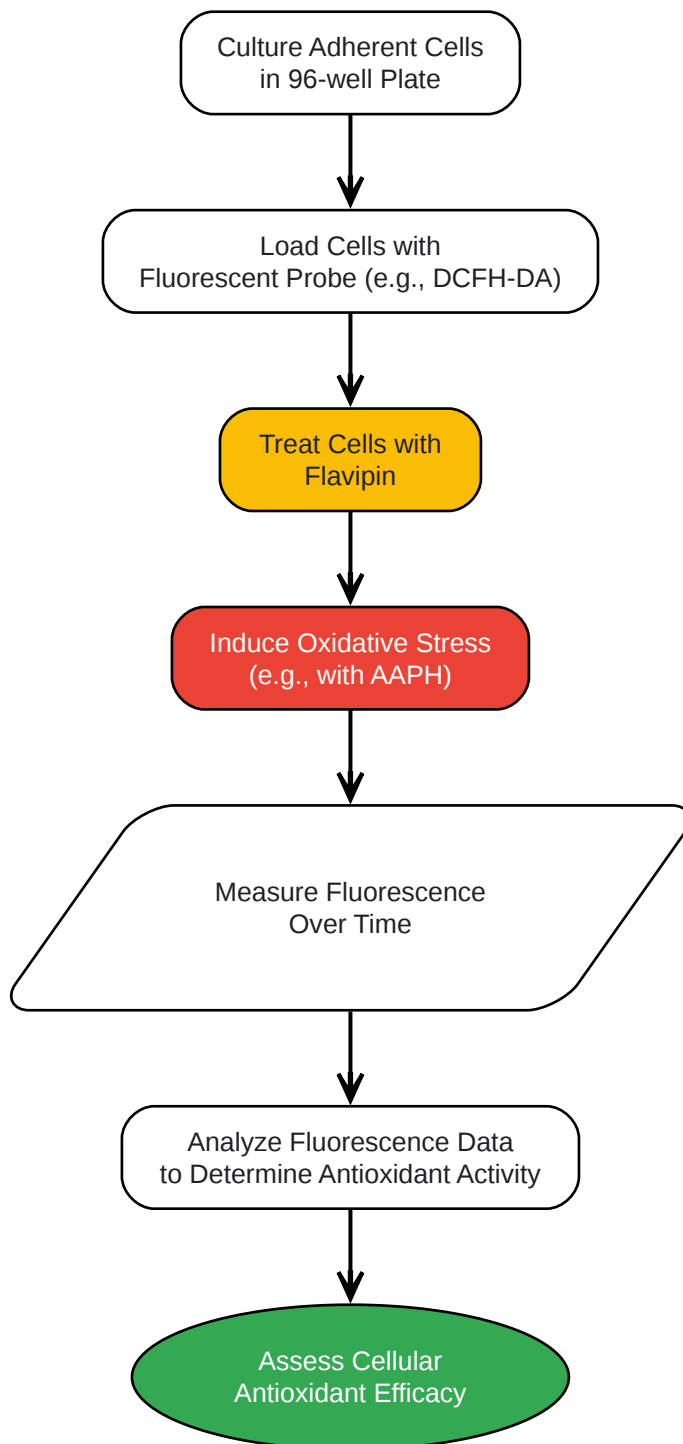 Culture Adherent Cells
in 96-well Plate
Load Cells with
Fluorescent Probe (e.g., DCFH-DA)
Treat Cells with
Flavipin
Induce Oxidative Stress
(e.g., with AAPH)
Measure Fluorescence
Over Time
Analyze Fluorescence Data
to Determine Antioxidant Activity
Assess Cellular
Antioxidant Efficacy